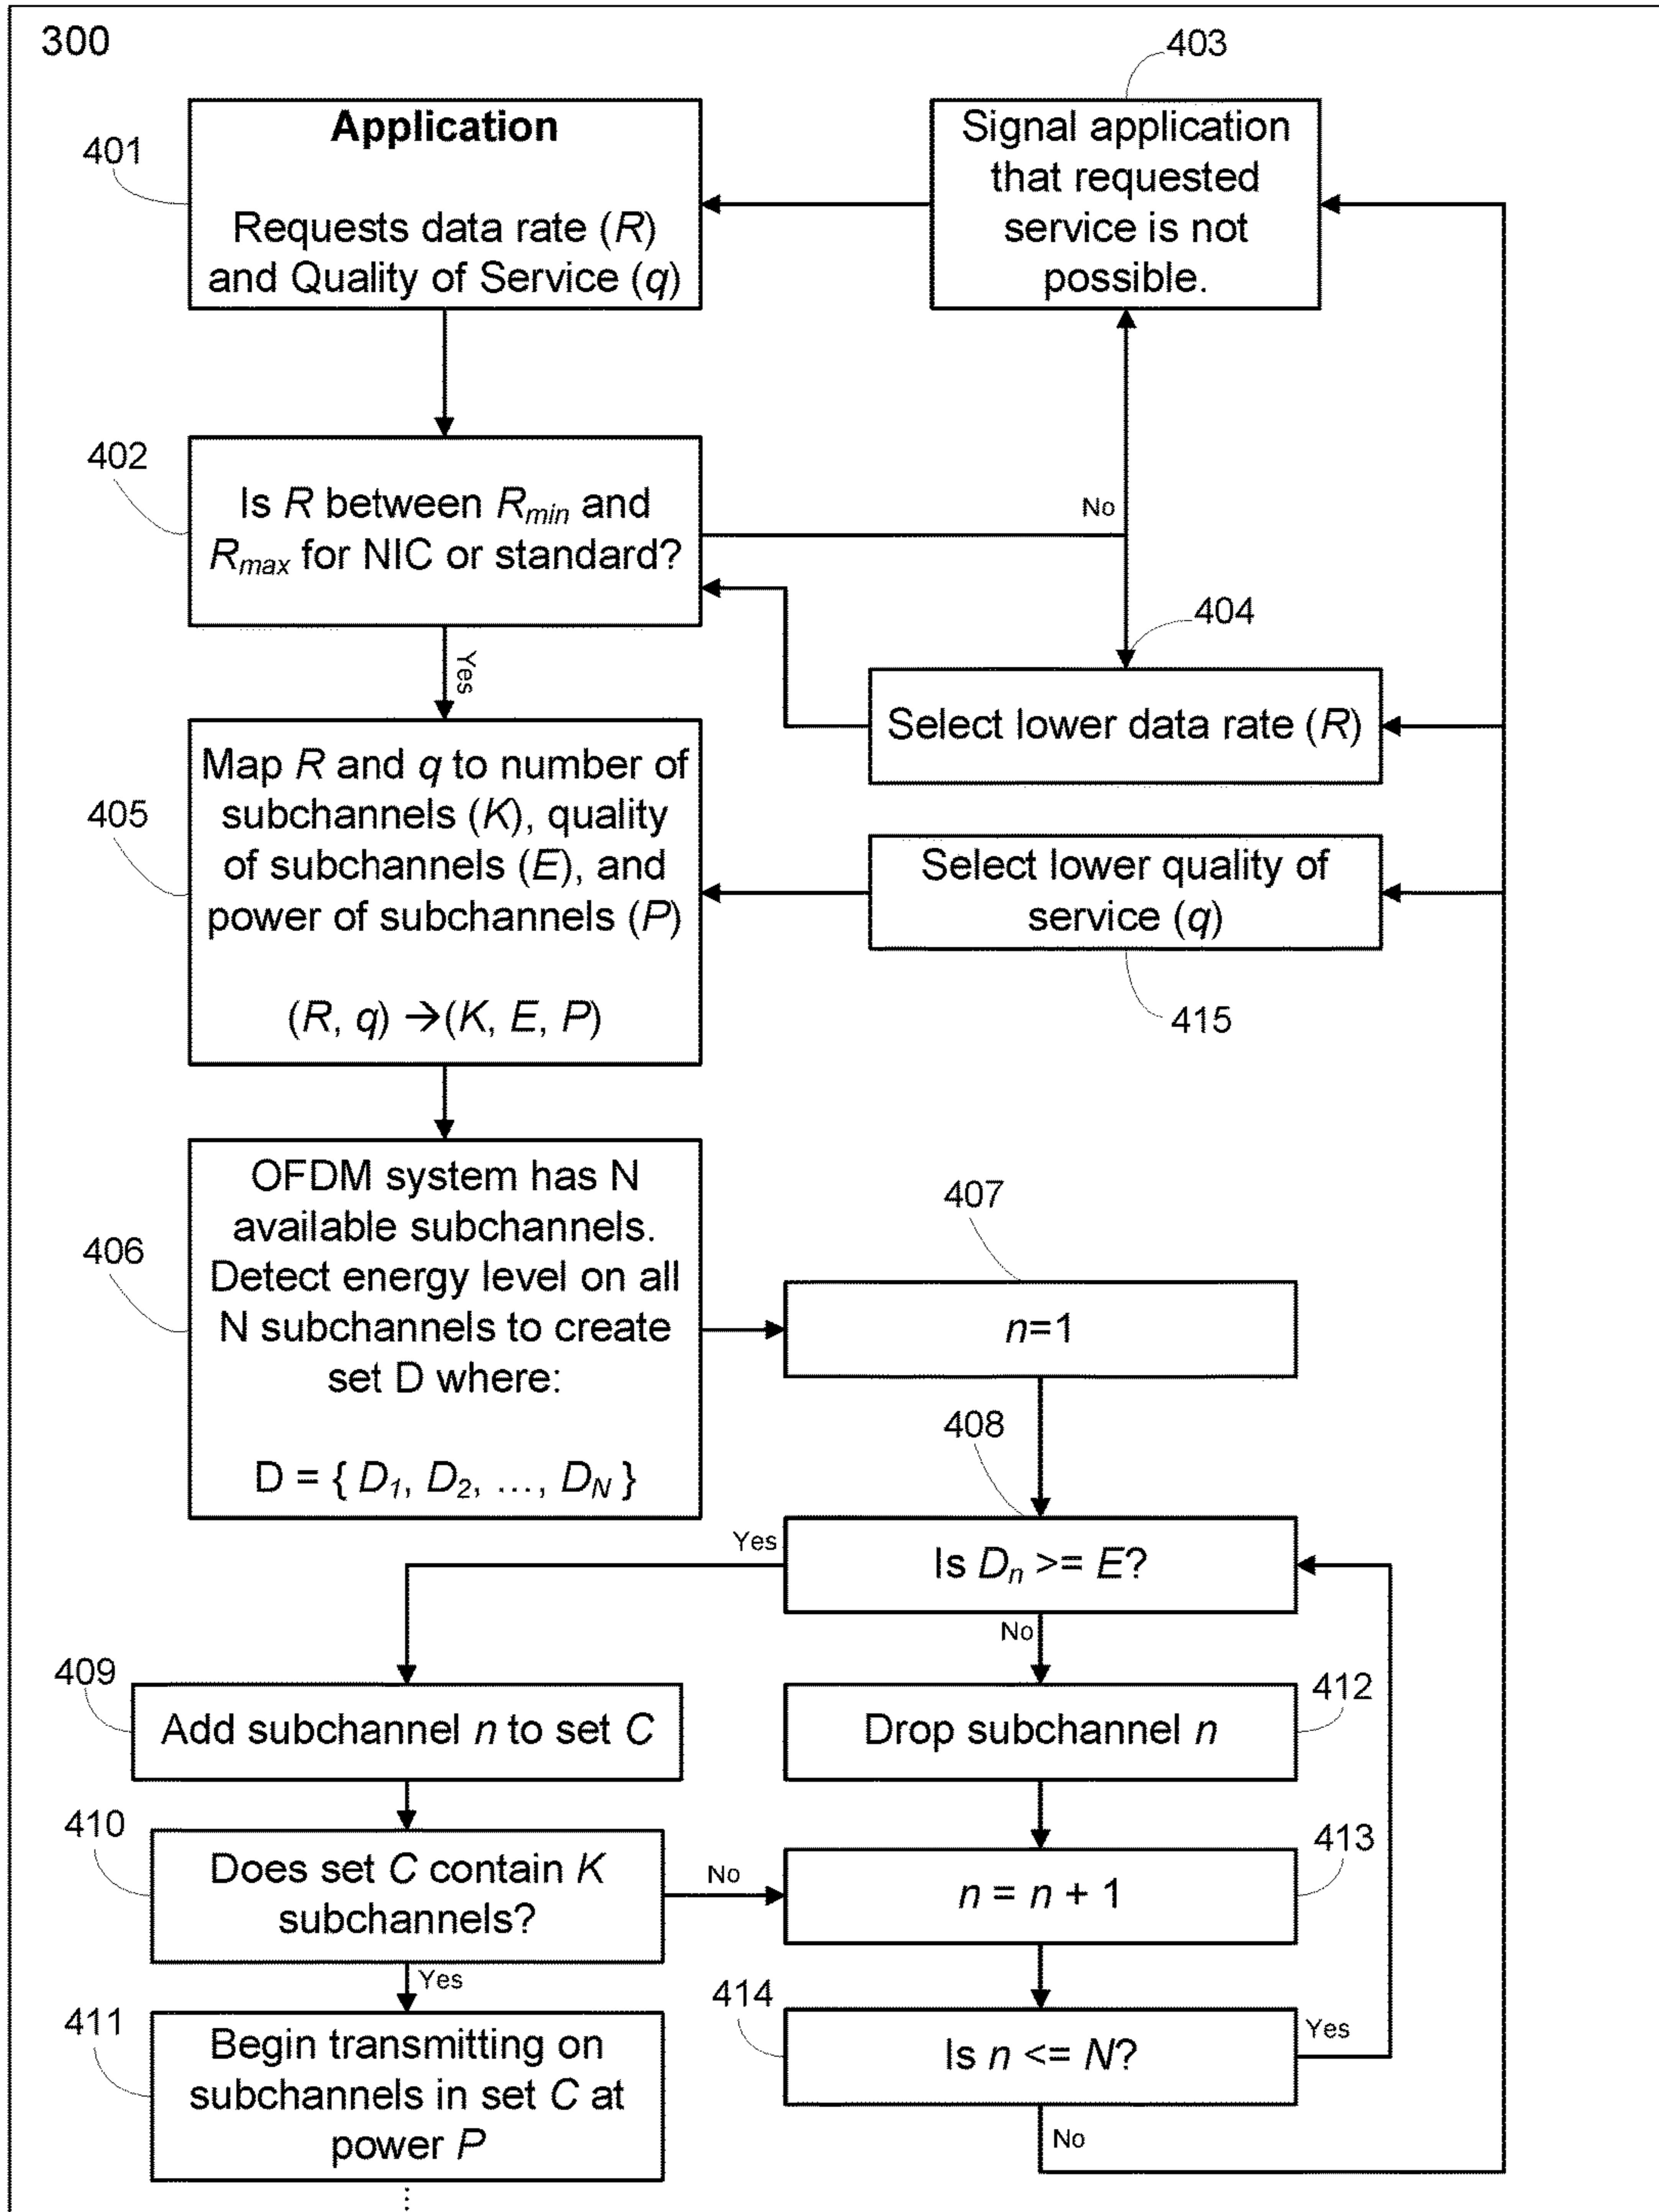 300
403
401
Application
Requests data rate (R)
and Quality of Service (q)
Signal application
that requested
service is not
possible.
402
Is R between Rmin and
Rmax for NIC or standard?
No
Yes
404
Select lower data rate (R)
405
Map R and q to number of
subchannels (K), quality
of subchannels (E), and
power of subchannels (P)
(R, q) →(K, E, P)
Select lower quality of
service (q)
415
406
OFDM system has N
available subchannels.
Detect energy level on all
N subchannels to create
set D where:
D = { D1, D2, ..., DN }
407
n=1
408
Yes
Is Dn >= E?
No
409
Add subchannel n to set C
412
Drop subchannel n
410
Does set C contain K
subchannels?
No
413
n = n + 1
Yes
411
Begin transmitting on
subchannels in set C at
power P
414
Is n <= N?
Yes
No
⋮